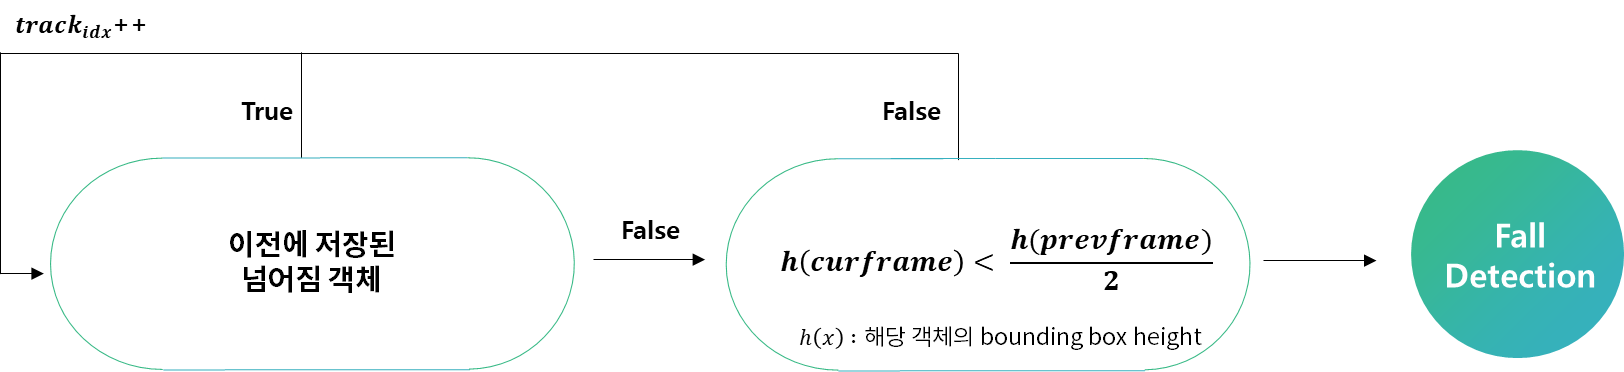 track_idx++
True
False
이전에 저장된
넘어짐 객체
False
h(curframe) < h(prevframe)/2
h(x) : 해당 객체의 bounding box height
Fall
Detection